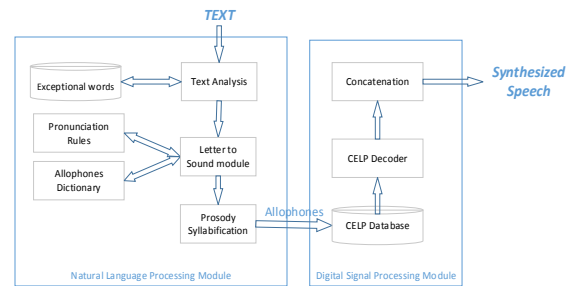 TEXT
Exceptional words
Text Analysis
Pronunciation
Rules
Letter to
Sound module
Allophones
Dictionary
Prosody
Syllabification
Natural Language Processing Module
Allophones
Concatenation
CELP Decoder
CELP Database
Digital Signal Processing Module
Synthesized
Speech